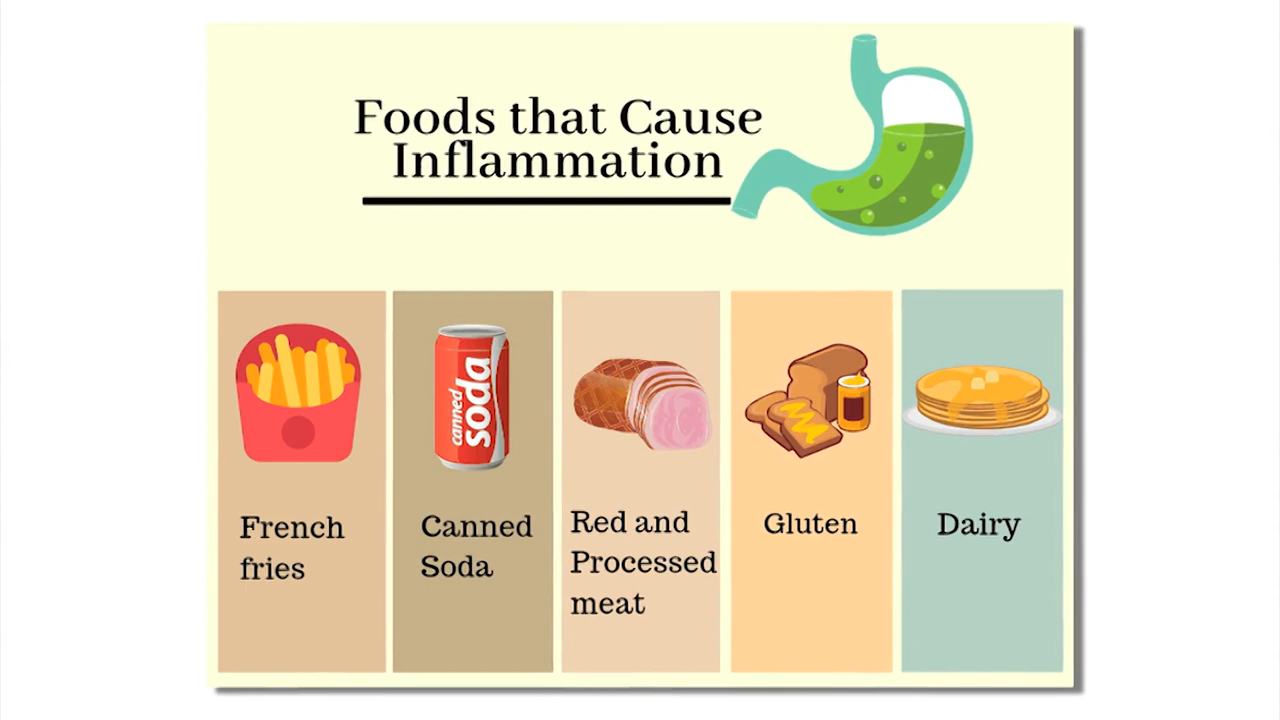 Foods that Cause
Inflammation
canned
soda
French
fries
Canned
Soda
Red and
Processed
meat
Gluten
Dairy